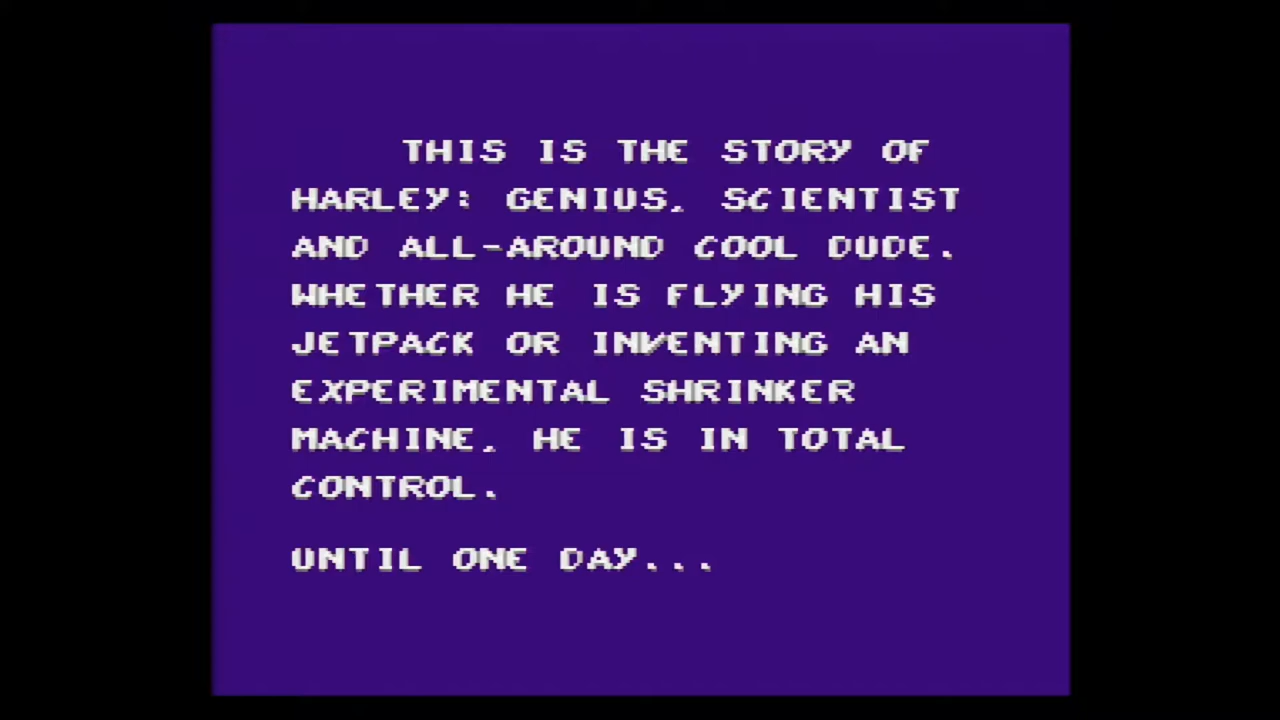 THIS IS THE STORY OF
HARLEY: GENIUS, SCIENTIST
AND ALL-AROUND COOL DUDE.
WHETHER HE IS FLYING HIS
JETPACK OR INVENTING AN
EXPERIMENTAL SHRINKER
MACHINE, HE IS IN TOTAL
CONTROL.
UNTIL ONE DAY...